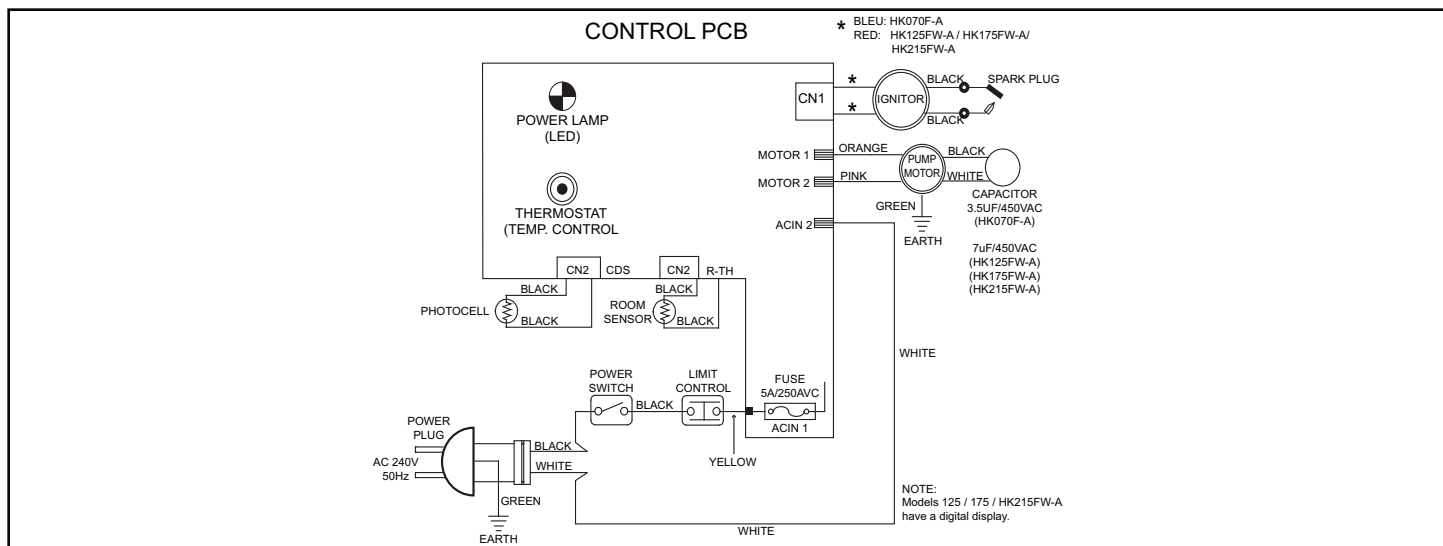 CONTROL PCB
* BLEU: HK070F-A
RED: HK125FW-A / HK175FW-A/
HK215FW-A
POWER LAMP
(LED)
THERMOSTAT
(TEMP. CONTROL
CN1
*
*
IGNITOR
BLACK
BLACK
SPARK PLUG
MOTOR 1
ORANGE
MOTOR 2
PINK
PUMP
MOTOR
BLACK
WHITE
GREEN
EARTH
CAPACITOR
3.5UF/450VAC
(HK070F-A)
7uF/450VAC
(HK125FW-A)
(HK175FW-A)
(HK215FW-A)
ACIN 2
CN2
CDS
CN2
R-TH
BLACK
PHOTOCELL
BLACK
BLACK
ROOM
SENSOR
BLACK
WHITE
POWER
SWITCH
BLACK
LIMIT
CONTROL
FUSE
5A/250AVC
ACIN 1
YELLOW
POWER
PLUG
AC 240V
50Hz
BLACK
WHITE
GREEN
EARTH
WHITE
NOTE:
Models 125 / 175 / HK215FW-A
have a digital display.